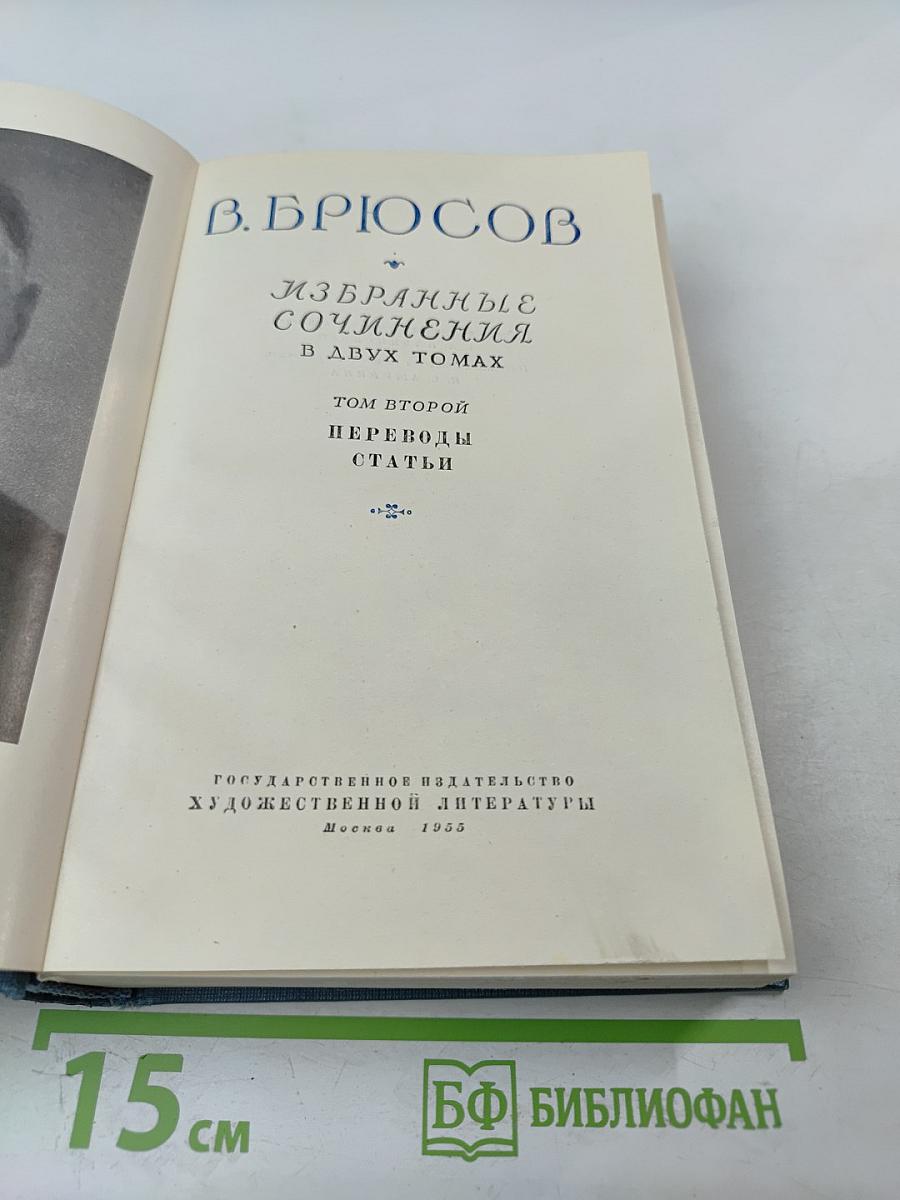 В. БРЮСОВ
ИЗБРАННЫЕ
СОЧИНЕНИЯ
В ДВУХ ТОМАХ
ТОМ ВТОРОЙ
ПЕРЕВОДЫ
СТАТЬИ
ГОСУДАРСТВЕННОЕ ИЗДАТЕЛЬСТВО
ХУДОЖЕСТВЕННОЙ ЛИТЕРАТУРЫ
Москва 1955
15 см
БФ БИБЛИОФАН